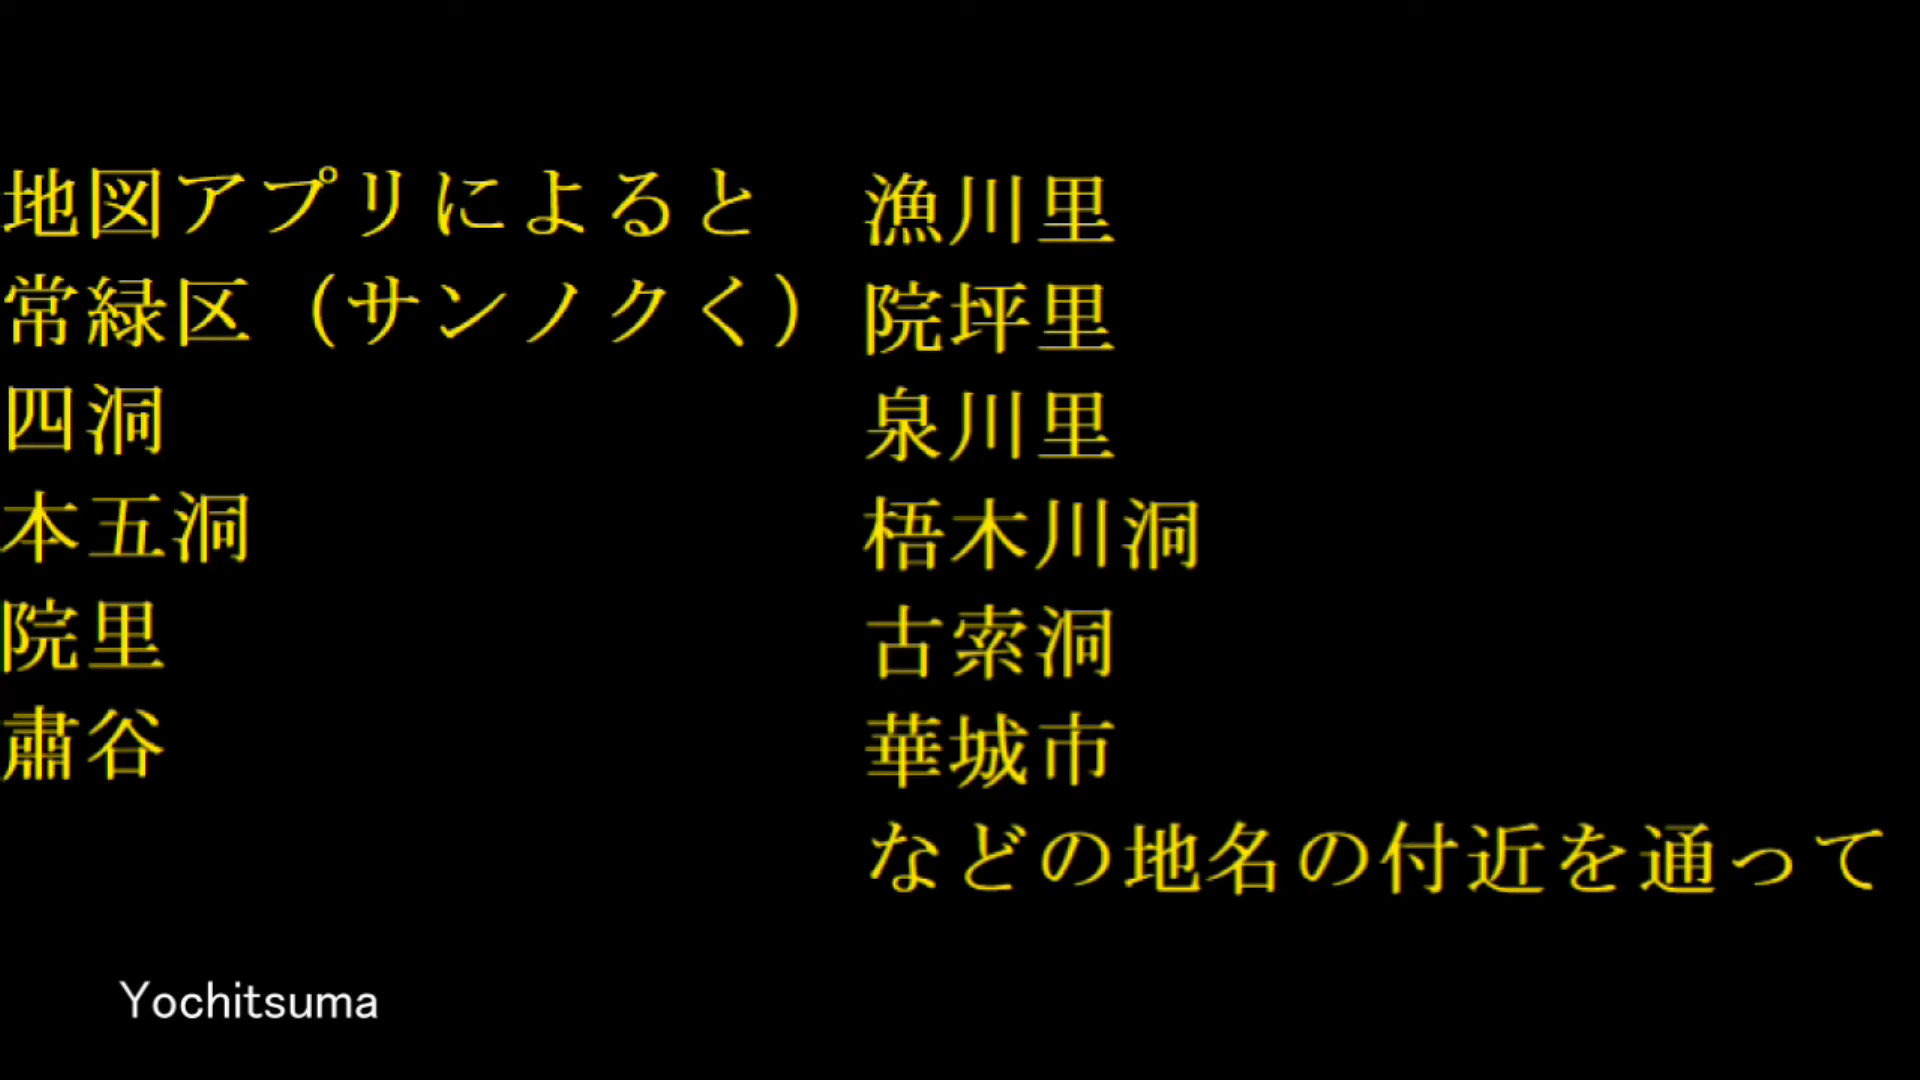 地図アプリによると
常緑区（サンノクく）
四洞
本五洞
院里
肅谷
漁川里
院坪里
泉川里
梧木川洞
古索洞
華城市
などの地名の付近を通って
Yochitsuma